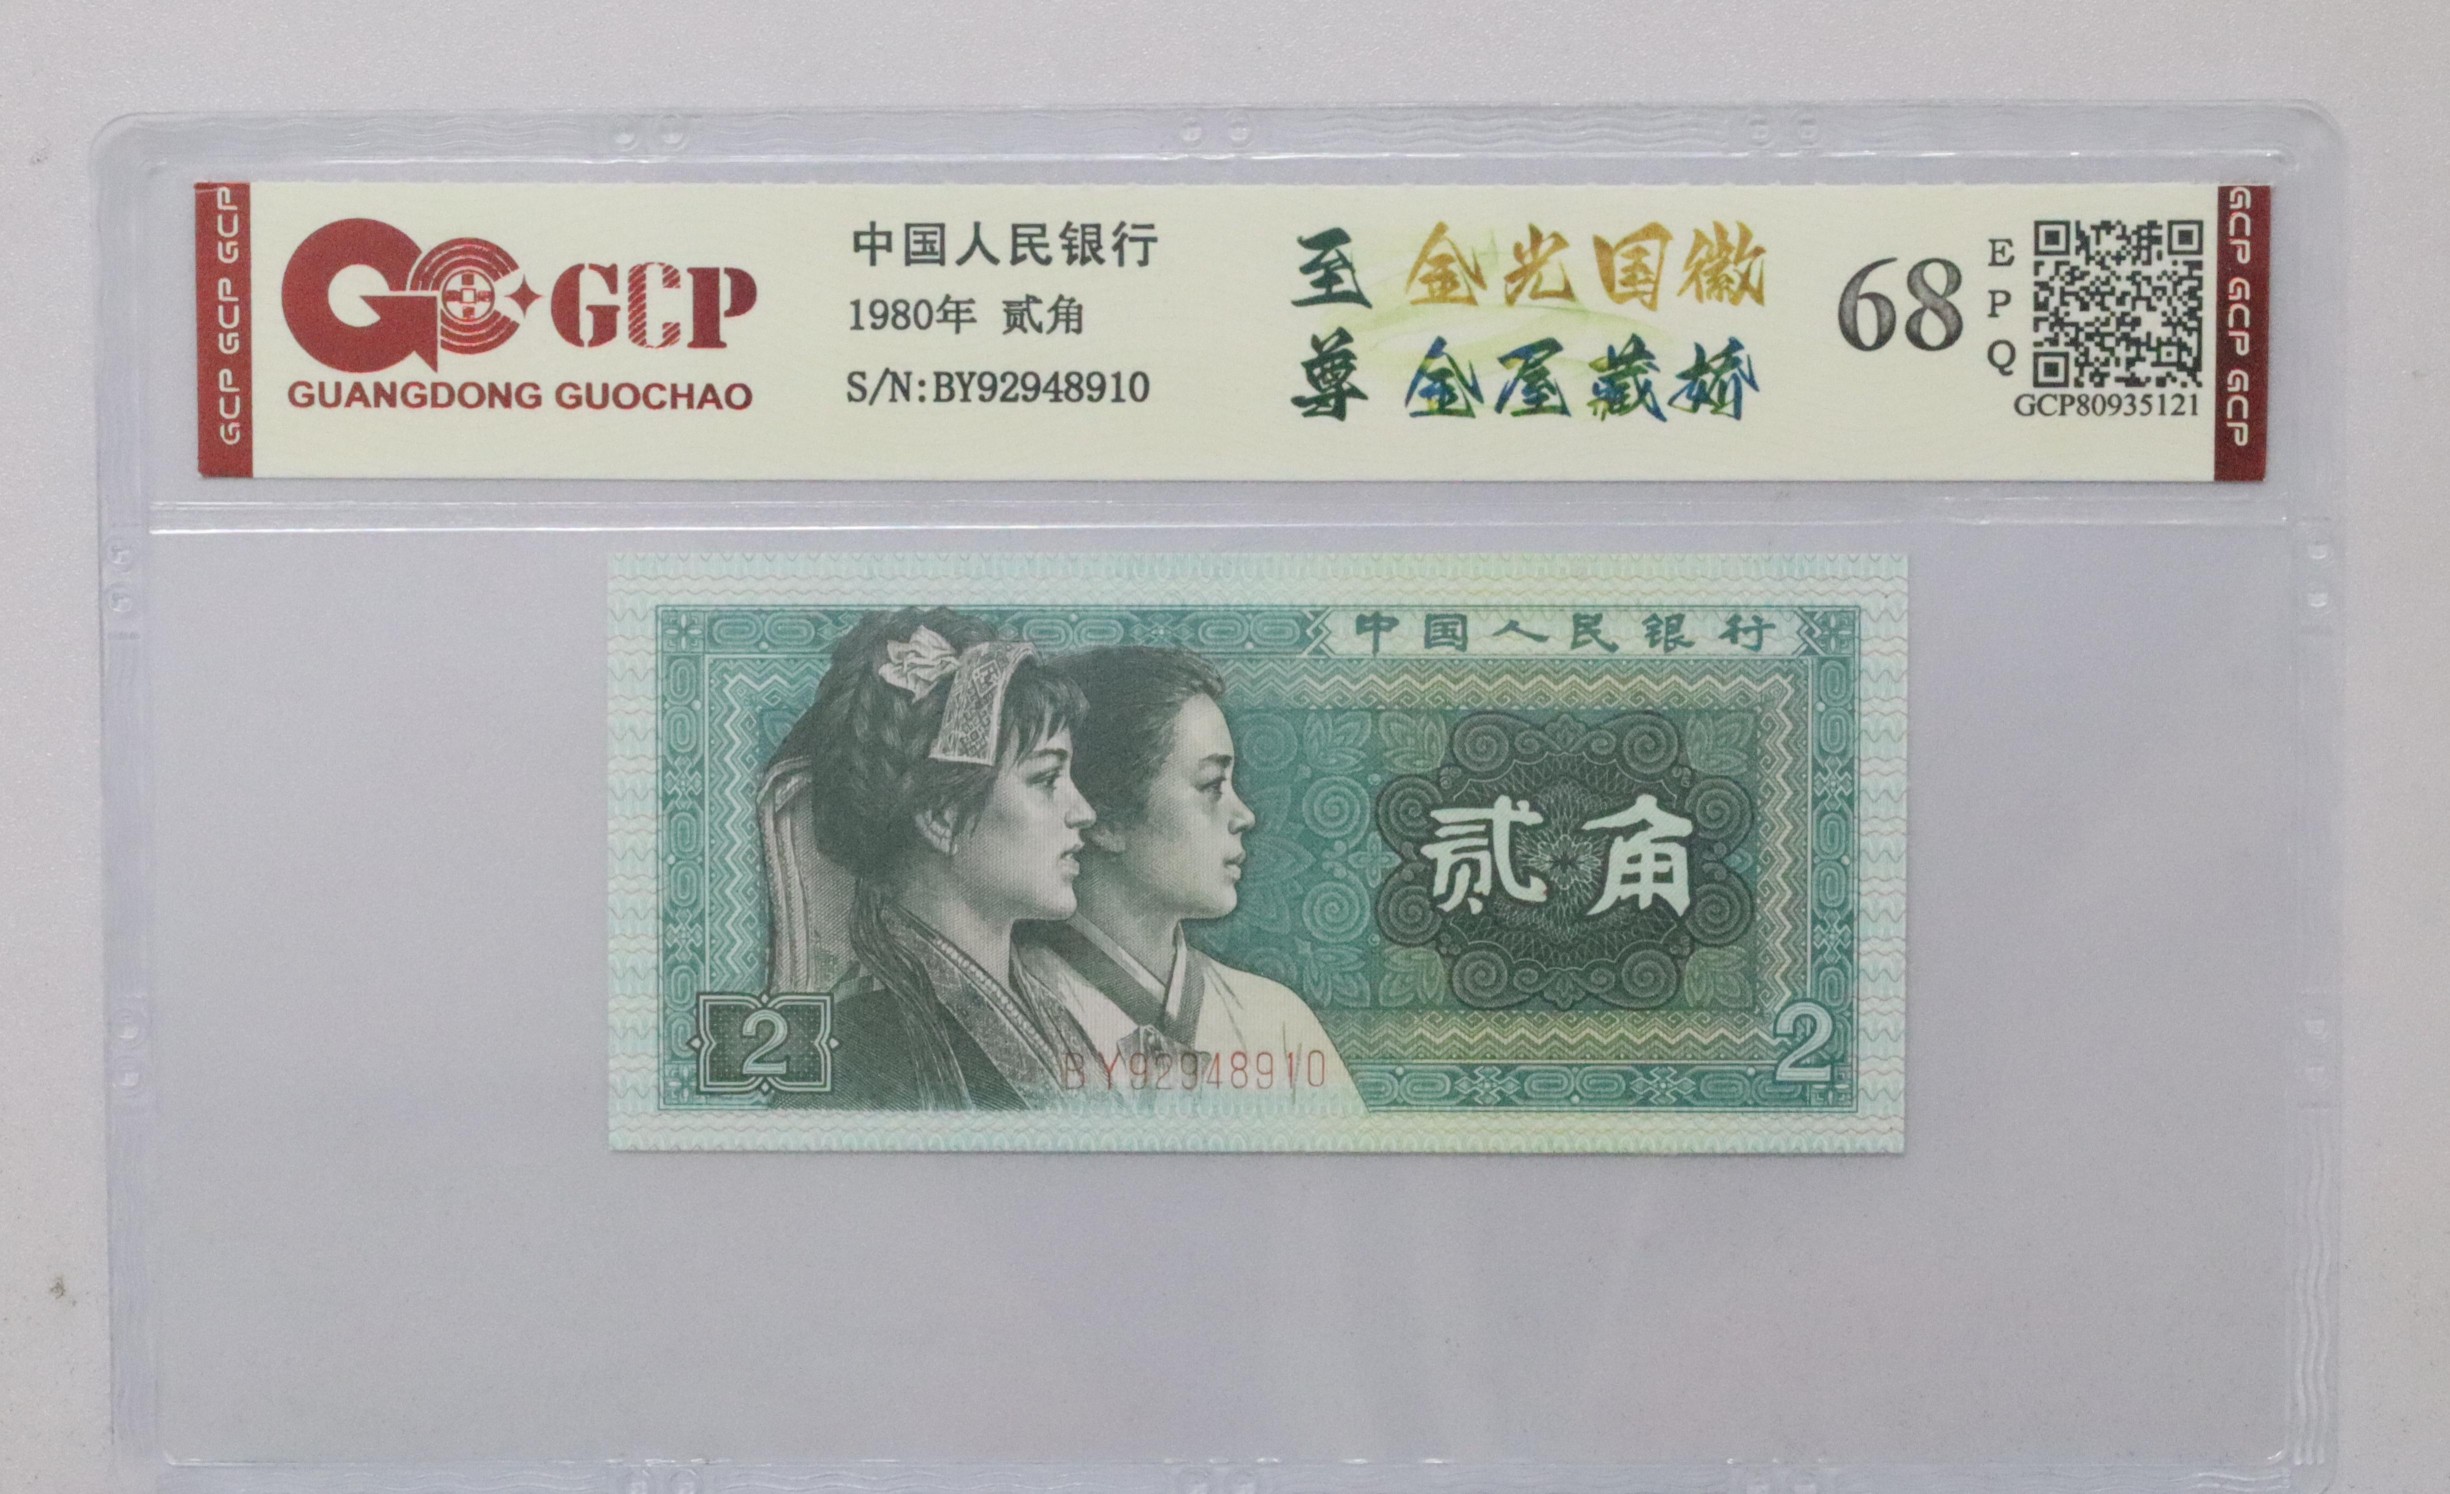 GCP GCP GCP
GCP
GUANGDONG GUOCHAO
中国人民银行
1980年 贰角
S/N:BY92948910
至尊
金光国徽
金屋藏娇
68
EPQ
GCP80935121
GCP GCP GCP
中国人民银行
贰角
2
BY92948910
2